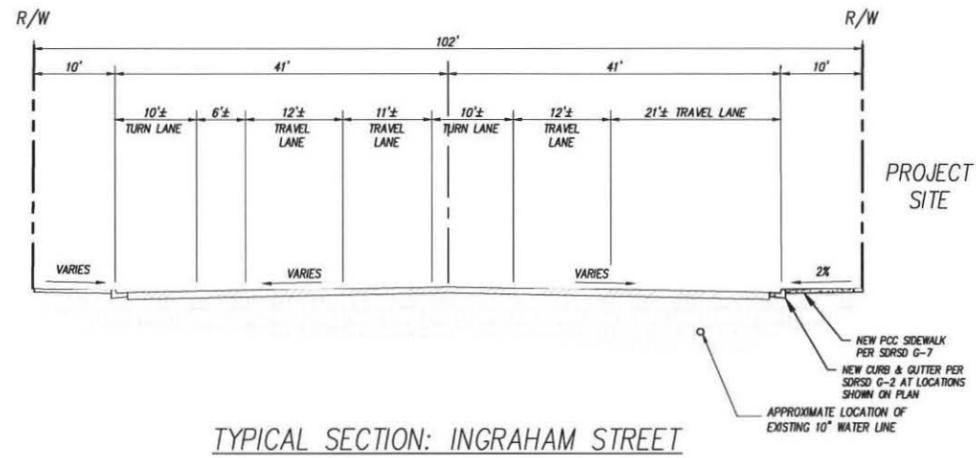 R/W
R/W
102'
10'
41'
41'
10'
10'±
TURN LANE
6'±
12'±
TRAVEL
LANE
11'±
TRAVEL
LANE
10'±
TURN LANE
12'±
TRAVEL
LANE
21'± TRAVEL LANE
PROJECT
SITE
VARIES
VARIES
VARIES
2%
NEW PCC SIDEWALK
PER SDRSD G-7
NEW CURB & GUTTER PER
SDRSD G-2 AT LOCATIONS
SHOWN ON PLAN
APPROXIMATE LOCATION OF
EXISTING 10" WATER LINE
TYPICAL SECTION: INGRAHAM STREET